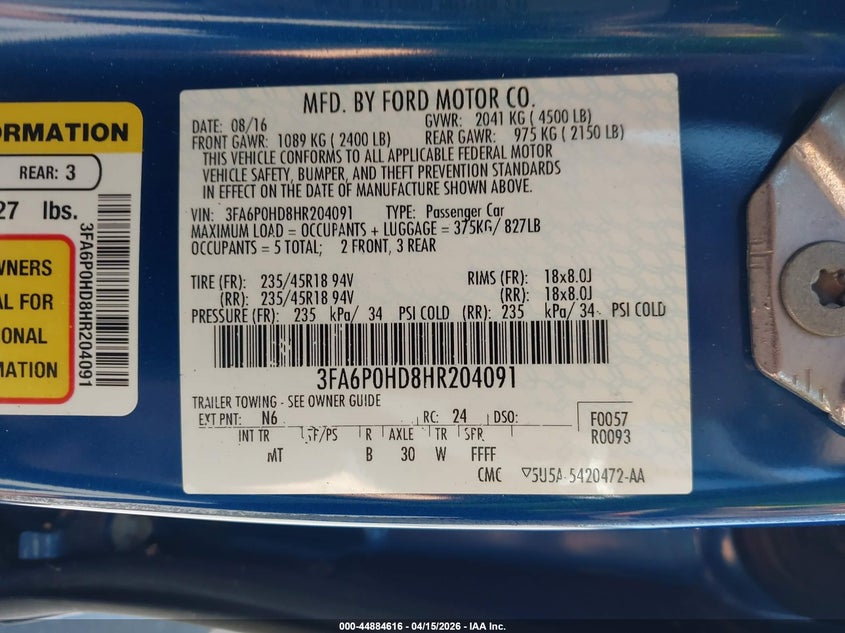 ORMATION
REAR: 3
27 lbs.
WNERS
AL FOR
IONAL
MATION
3FA6P0HD8HR204091
MFD. BY FORD MOTOR CO.
DATE: 08/16 GVWR: 2041 KG ( 4500 LB)
FRONT GAWR: 1089 KG ( 2400 LB) REAR GAWR: 975 KG ( 2150 LB)
THIS VEHICLE CONFORMS TO ALL APPLICABLE FEDERAL MOTOR
VEHICLE SAFETY, BUMPER, AND THEFT PREVENTION STANDARDS
IN EFFECT ON THE DATE OF MANUFACTURE SHOWN ABOVE.
VIN: 3FA6P0HD8HR204091 TYPE: Passenger Car
MAXIMUM LOAD = OCCUPANTS + LUGGAGE = 375KG/ 827LB
OCCUPANTS = 5 TOTAL; 2 FRONT, 3 REAR
TIRE (FR): 235/45R18 94V RIMS (FR): 18x8.0J
(RR): 235/45R18 94V (RR): 18x8.0J
PRESSURE (FR): 235 kPa/ 34 PSI COLD (RR): 235 kPa/ 34 PSI COLD
3FA6P0HD8HR204091
TRAILER TOWING - SEE OWNER GUIDE
EXT PNT: N6 RC: 24 DSO: F0057
INT TR TP/PS R AXLE TR SPR R0093
MT B 30 W FFFF
CMC ▽5U5A-5420472-AA
000-44884616 - 04/15/2026 - IAA Inc.